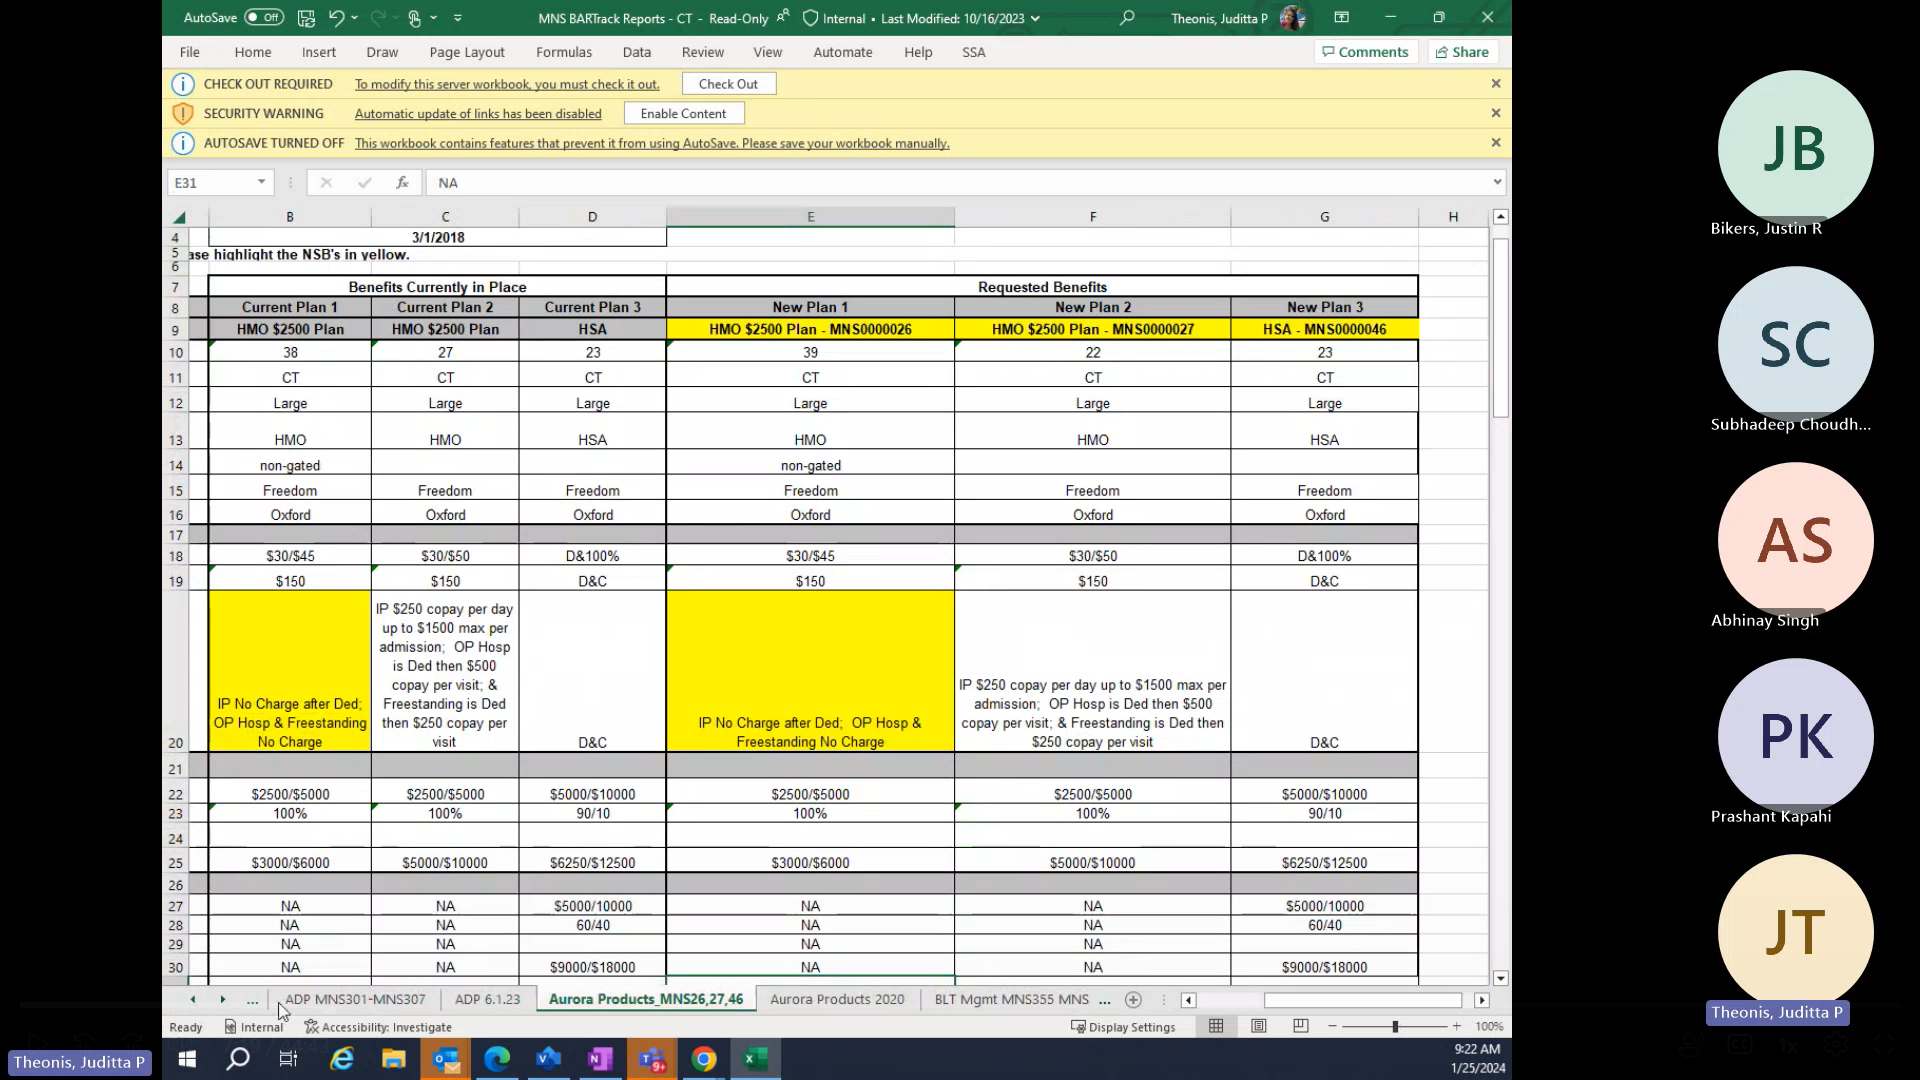 AutoSave Off MNS BARTrack Reports - CT - Read-Only Internal • Last Modified: 10/16/2023 Theonis, Juditta P
File Home Insert Draw Page Layout Formulas Data Review View Automate Help SSA Comments Share
CHECK OUT REQUIRED To modify this server workbook, you must check it out. Check Out
SECURITY WARNING Automatic update of links has been disabled Enable Content
AUTOSAVE TURNED OFF This workbook contains features that prevent it from using AutoSave. Please save your workbook manually.
E31 fx NA
B C D E F G H
4 3/1/2018
5 ase highlight the NSB's in yellow.
6
7 Benefits Currently in Place Requested Benefits
8 Current Plan 1 Current Plan 2 Current Plan 3 New Plan 1 New Plan 2 New Plan 3
9 HMO $2500 Plan HMO $2500 Plan HSA HMO $2500 Plan - MNS0000026 HMO $2500 Plan - MNS0000027 HSA - MNS0000046
10 38 27 23 39 22 23
11 CT CT CT CT CT CT
12 Large Large Large Large Large Large
13 HMO HMO HSA HMO HMO HSA
14 non-gated non-gated
15 Freedom Freedom Freedom Freedom Freedom Freedom
16 Oxford Oxford Oxford Oxford Oxford Oxford
17
18 $30/$45 $30/$50 D&100% $30/$45 $30/$50 D&100%
19 $150 $150 D&C $150 $150 D&C
IP $250 copay per day
up to $1500 max per
admission; OP Hosp
is Ded then $500
copay per visit; & IP $250 copay per day up to $1500 max per
IP No Charge after Ded; Freestanding is Ded admission; OP Hosp is Ded then $500
OP Hosp & Freestanding then $250 copay per IP No Charge after Ded; OP Hosp & copay per visit; & Freestanding is Ded then
20 No Charge visit D&C Freestanding No Charge $250 copay per visit D&C
21
22 $2500/$5000 $2500/$5000 $5000/$10000 $2500/$5000 $2500/$5000 $5000/$10000
23 100% 100% 90/10 100% 100% 90/10
24
25 $3000/$6000 $5000/$10000 $6250/$12500 $3000/$6000 $5000/$10000 $6250/$12500
26
27 NA NA $5000/10000 NA NA $5000/10000
28 NA NA 60/40 NA NA 60/40
29 NA NA NA NA
30 NA NA $9000/$18000 NA NA $9000/$18000
... ADP MNS301-MNS307 ADP 6.1.23 Aurora Products_MNS26,27,46 Aurora Products 2020 BLT Mgmt MNS355 MNS ...
Ready Internal Accessibility: Investigate Display Settings 100%
9+
9:22 AM
1/25/2024
Theonis, Juditta P
JB
Bikers, Justin R
SC
Subhadeep Choudh...
AS
Abhinay Singh
PK
Prashant Kapahi
JT
Theonis, Juditta P